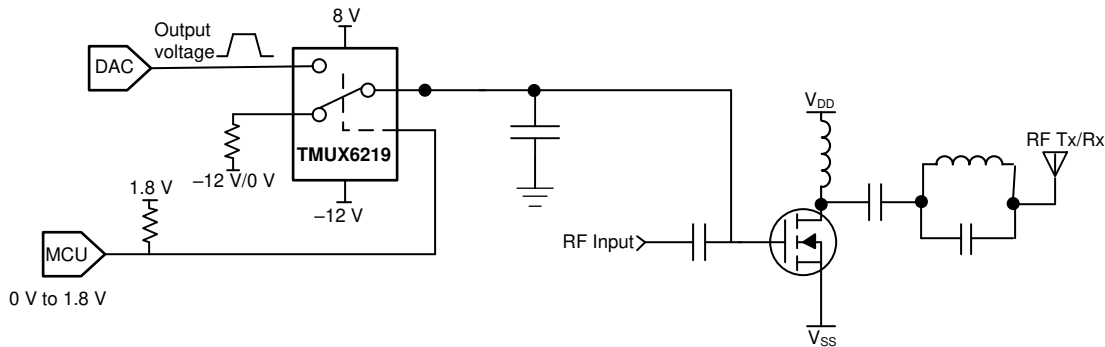 8 V
Output
voltage
DAC
TMUX6219
–12 V/0 V
–12 V
1.8 V
MCU
0 V to 1.8 V
VDD
RF Tx/Rx
RF Input
VSS